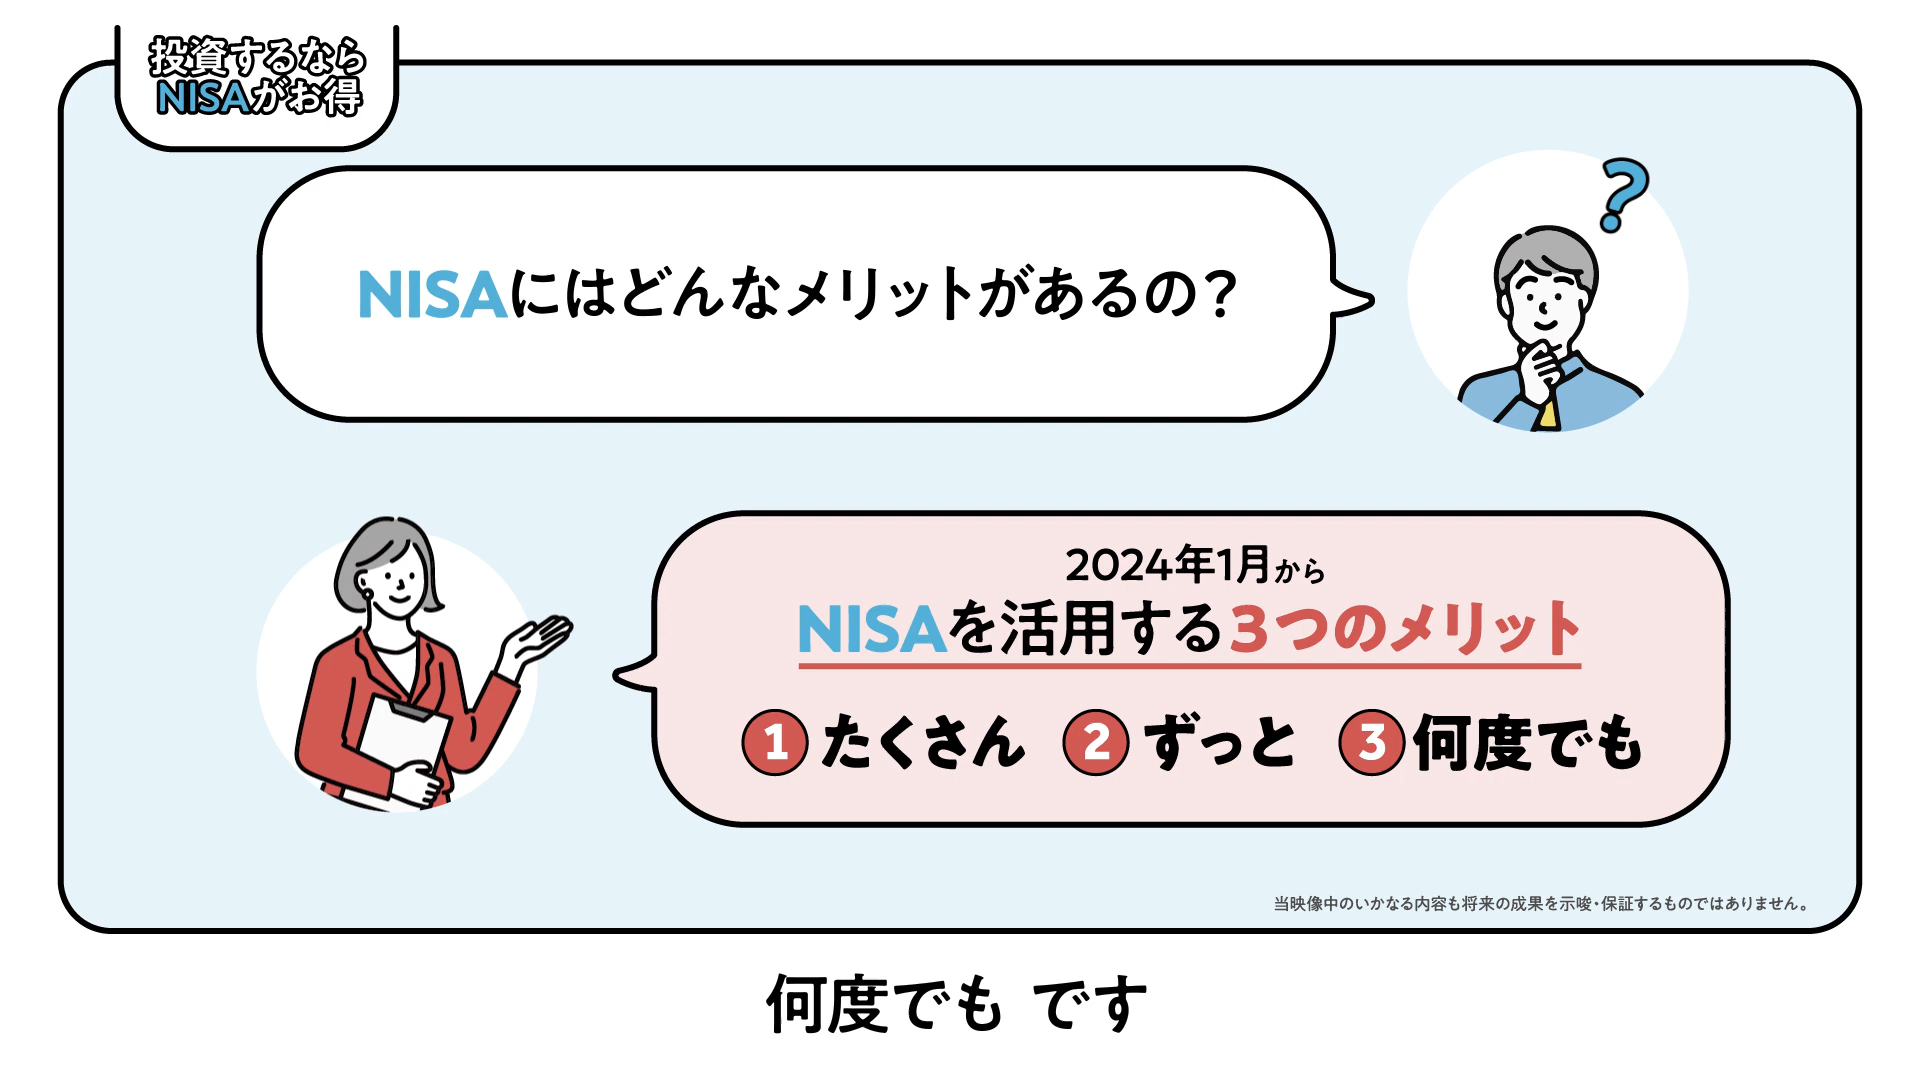 投資するなら
NISAがお得
?
NISAにはどんなメリットがあるの？
2024年1月から
NISAを活用する３つのメリット
1 たくさん 2 ずっと 3 何度でも
当映像中のいかなる内容も将来の成果を示唆・保証するものではありません。
何度でも です